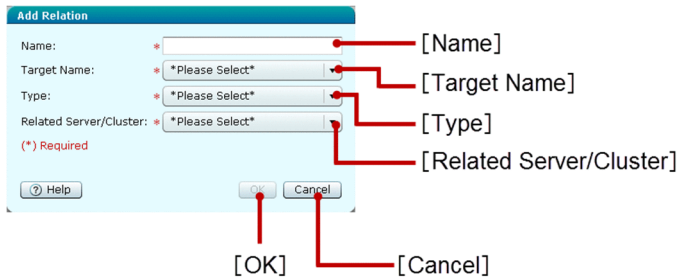 Add Relation
Name: *
[Name]
Target Name: * *Please Select*
[Target Name]
Type: * *Please Select*
[Type]
Related Server/Cluster: * *Please Select*
[Related Server/Cluster]
(*) Required
? Help OK Cancel
[OK] [Cancel]